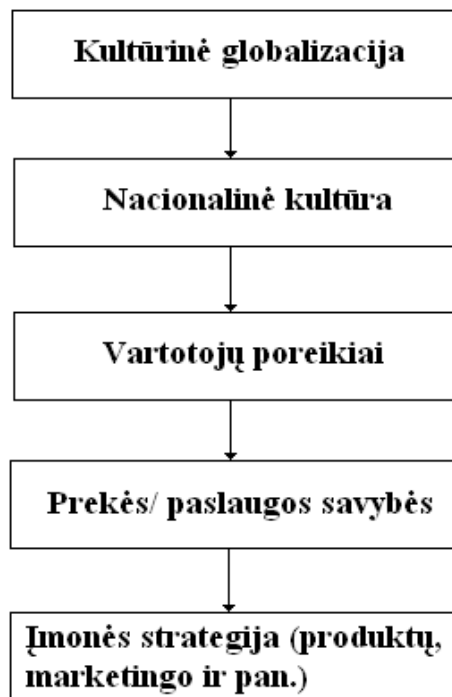 Kultūrinė globalizacija
Nacionalinė kultūra
Vartotojų poreikiai
Prekės/ paslaugos savybės
Įmonės strategija (produktų,
marketingo ir pan.)